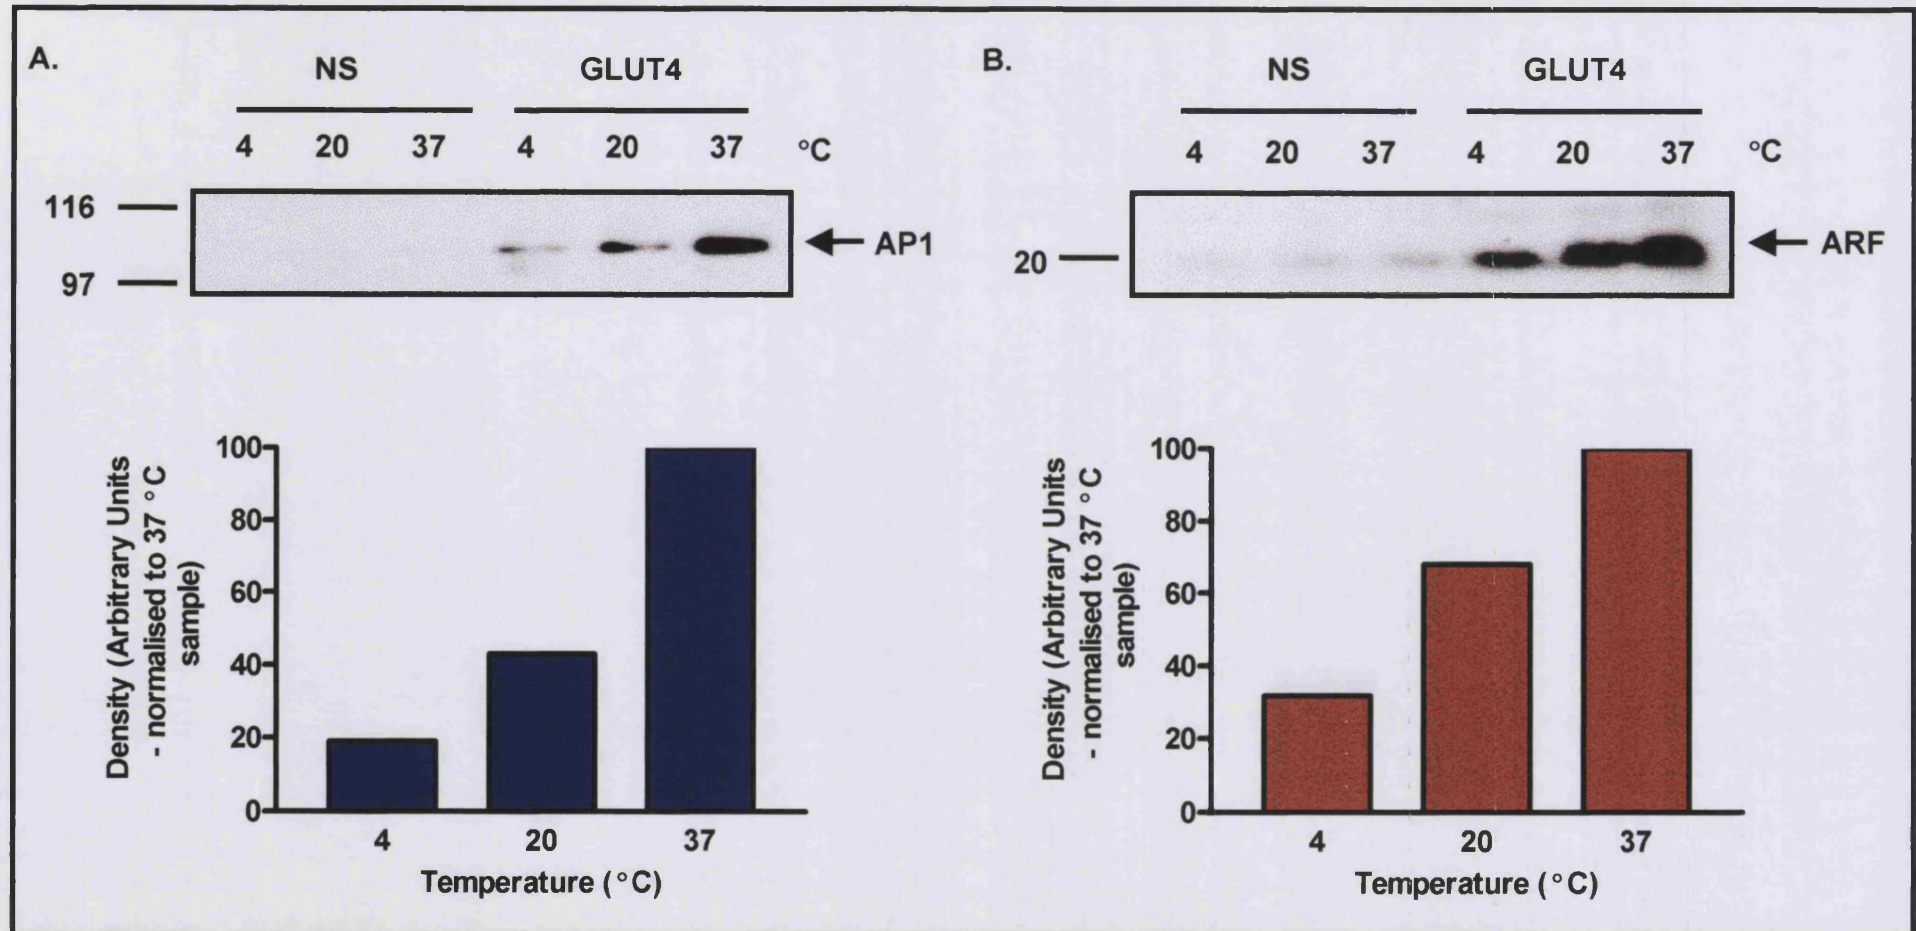 A.
NS GLUT4
4 20 37 4 20 37 °C
116
97
AP1
Density (Arbitrary Units
- normalised to 37 °C
sample)
100
80
60
40
20
0
4 20 37
Temperature (°C)
B.
NS GLUT4
4 20 37 4 20 37 °C
20
ARF
Density (Arbitrary Units
- normalised to 37 °C
sample)
100
80
60
40
20
0
4 20 37
Temperature (°C)